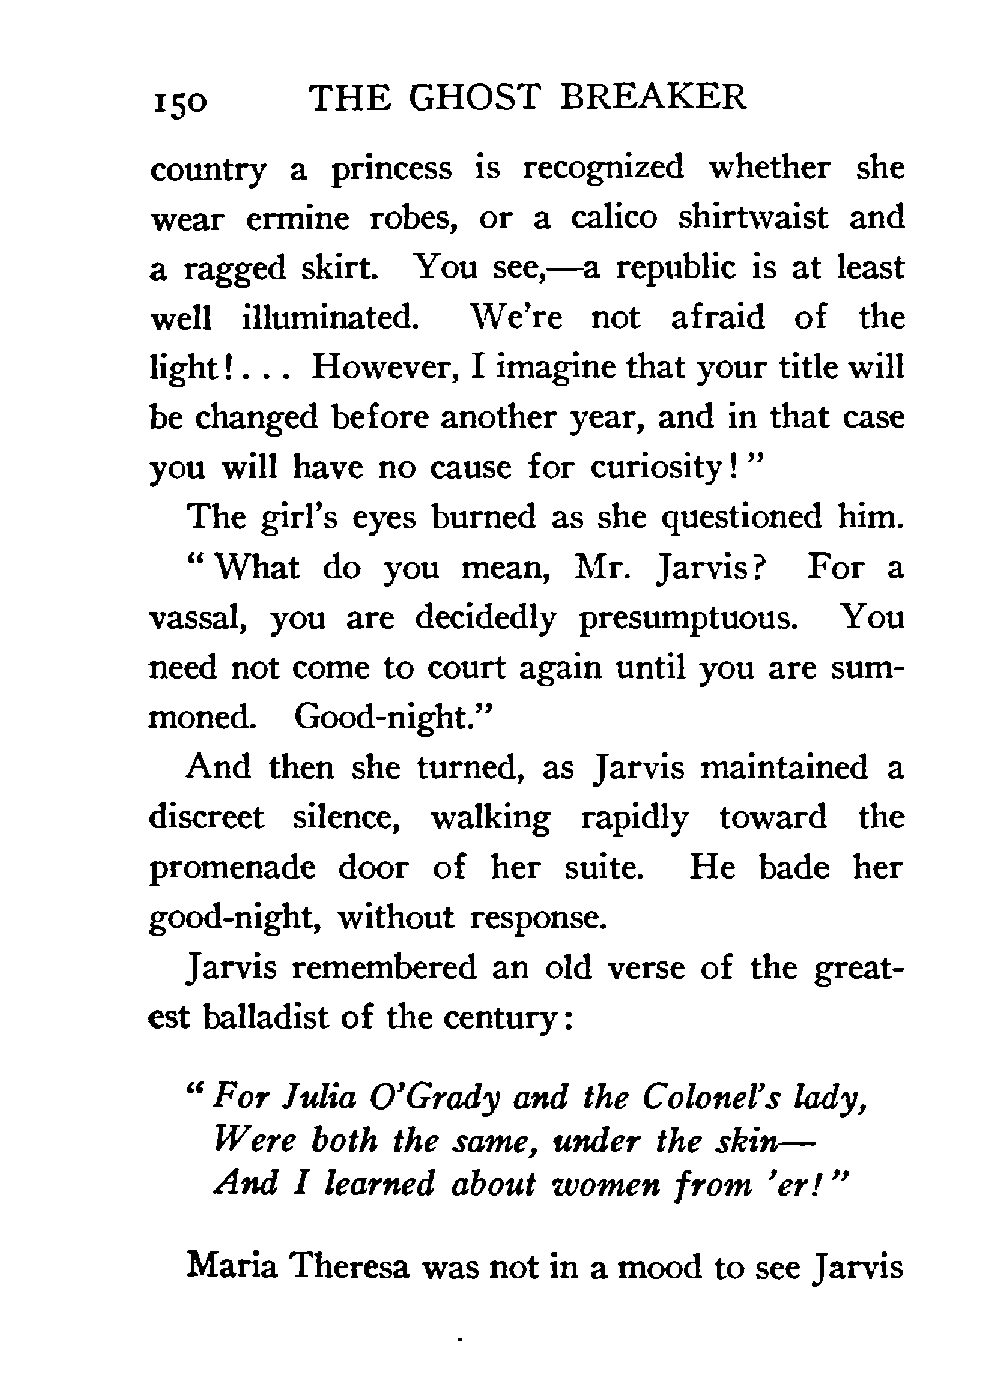 150 THE GHOST BREAKER
country a princess is recognized whether she
wear ermine robes, or a calico shirtwaist and
a ragged skirt. You see,—a republic is at least
well illuminated. We're not afraid of the
light! . . . However, I imagine that your title will
be changed before another year, and in that case
you will have no cause for curiosity!"
The girl's eyes burned as she questioned him.
"What do you mean, Mr. Jarvis? For a
vassal, you are decidedly presumptuous. You
need not come to court again until you are sum-
moned. Good-night."
And then she turned, as Jarvis maintained a
discreet silence, walking rapidly toward the
promenade door of her suite. He bade her
good-night, without response.
Jarvis remembered an old verse of the great-
est balladist of the century:
"For Julia O'Grady and the Colonel's lady,
Were both the same, under the skin—
And I learned about women from 'er!"
Maria Theresa was not in a mood to see Jarvis